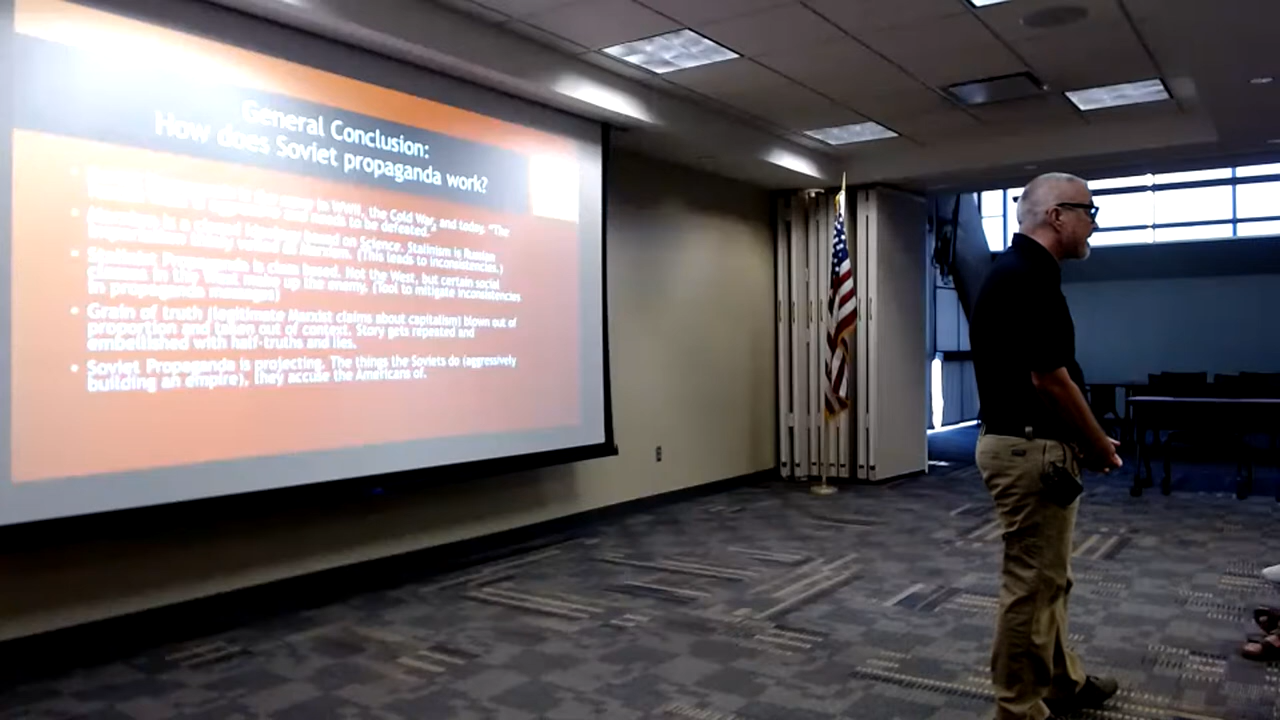 General Conclusion:
How does Soviet propaganda work?
in WWII, the Cold War, and today. "The
and needs to be defeated."
Marxism is a closed based on Science. Stalinism is Russian
of Marxism. (This leads to inconsistencies.)
Propaganda is class based. Not the West, but certain social
classes in the West make up the enemy. (Tool to mitigate inconsistencies
in propaganda message)
• Grain of truth (legitimate Marxist claims about capitalism) blown out of
proportion and taken out of context. Story gets repeated and
embellished with half-truths and lies.
• Soviet Propaganda is projecting. The things the Soviets do (aggressively
building an empire), they accuse the Americans of.